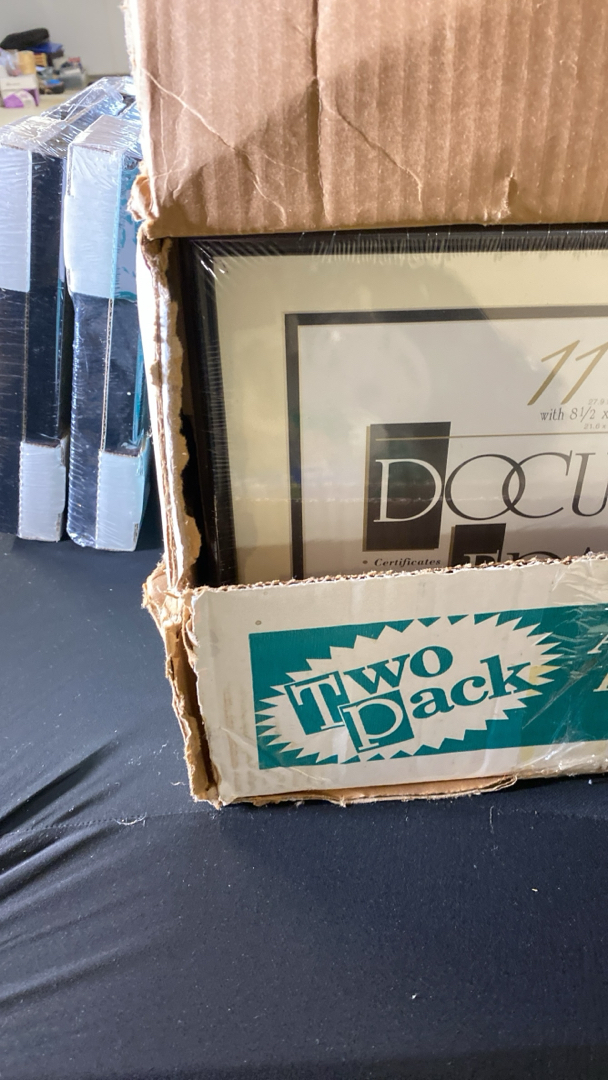 11
with 8½ x
DOCU
* Certificates
Two
pack